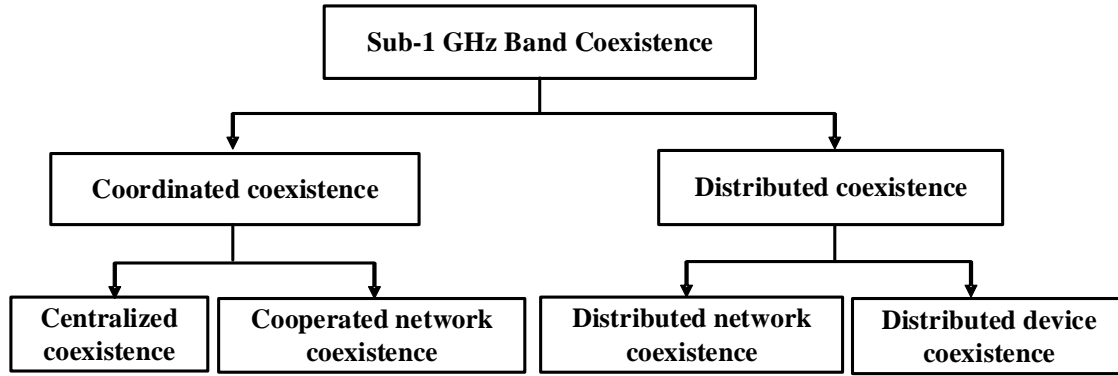 Sub-1 GHz Band Coexistence
Coordinated coexistence
Distributed coexistence
Centralized
coexistence
Cooperated network
coexistence
Distributed network
coexistence
Distributed device
coexistence